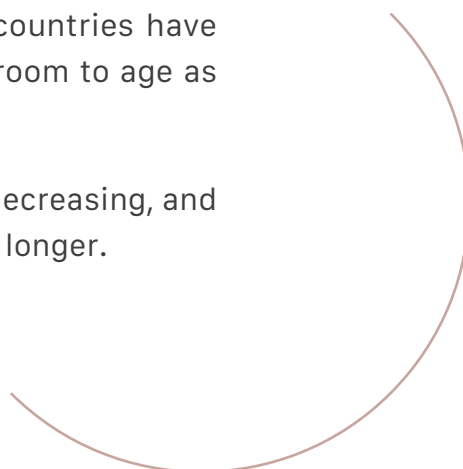 countries have
room to age as
ecreasing, and
longer.